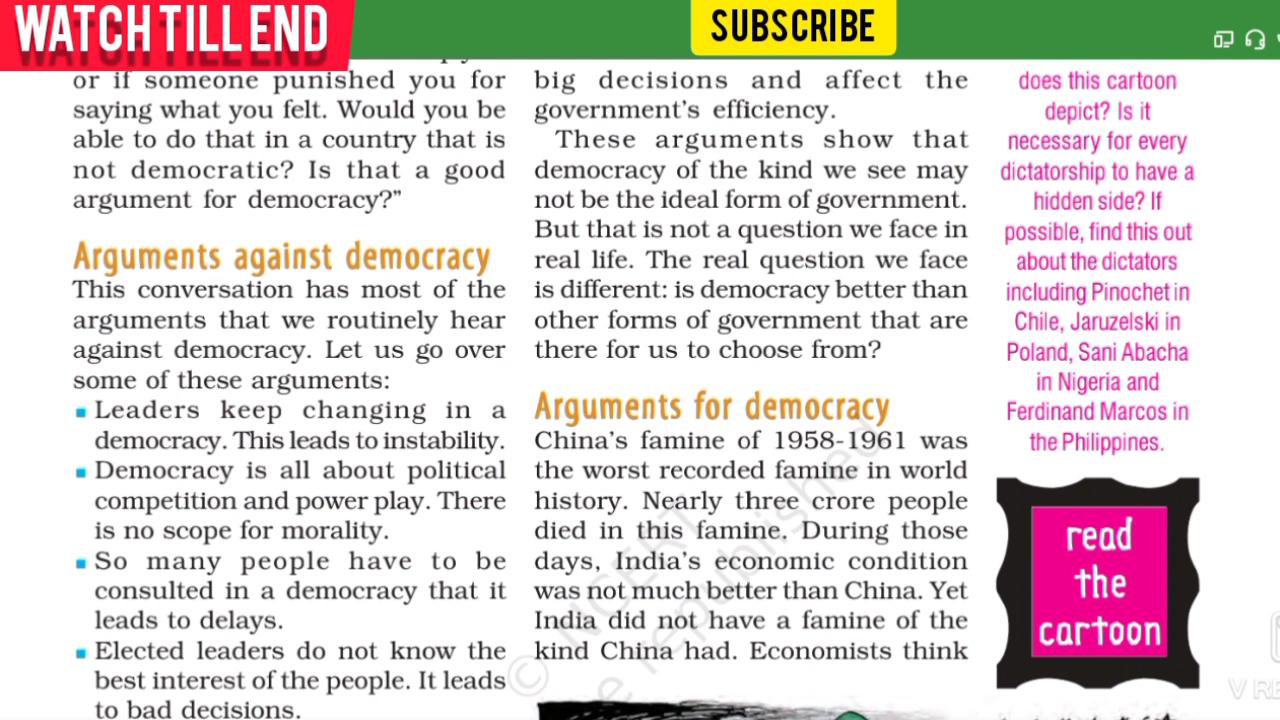 WATCH TILL END
SUBSCRIBE
or if someone punished you for
saying what you felt. Would you be
able to do that in a country that is
not democratic? Is that a good
argument for democracy?”
Arguments against democracy
This conversation has most of the
arguments that we routinely hear
against democracy. Let us go over
some of these arguments:
Leaders keep changing in a
democracy. This leads to instability.
Democracy is all about political
competition and power play. There
is no scope for morality.
So many people have to be
consulted in a democracy that it
leads to delays.
Elected leaders do not know the
best interest of the people. It leads
to bad decisions.
big decisions and affect the
government’s efficiency.
These arguments show that
democracy of the kind we see may
not be the ideal form of government.
But that is not a question we face in
real life. The real question we face
is different: is democracy better than
other forms of government that are
there for us to choose from?
Arguments for democracy
China’s famine of 1958-1961 was
the worst recorded famine in world
history. Nearly three crore people
died in this famine. During those
days, India’s economic condition
was not much better than China. Yet
India did not have a famine of the
kind China had. Economists think
© NCERT
be republished
does this cartoon
depict? Is it
necessary for every
dictatorship to have a
hidden side? If
possible, find this out
about the dictators
including Pinochet in
Chile, Jaruzelski in
Poland, Sani Abacha
in Nigeria and
Ferdinand Marcos in
the Philippines.
read
the
cartoon